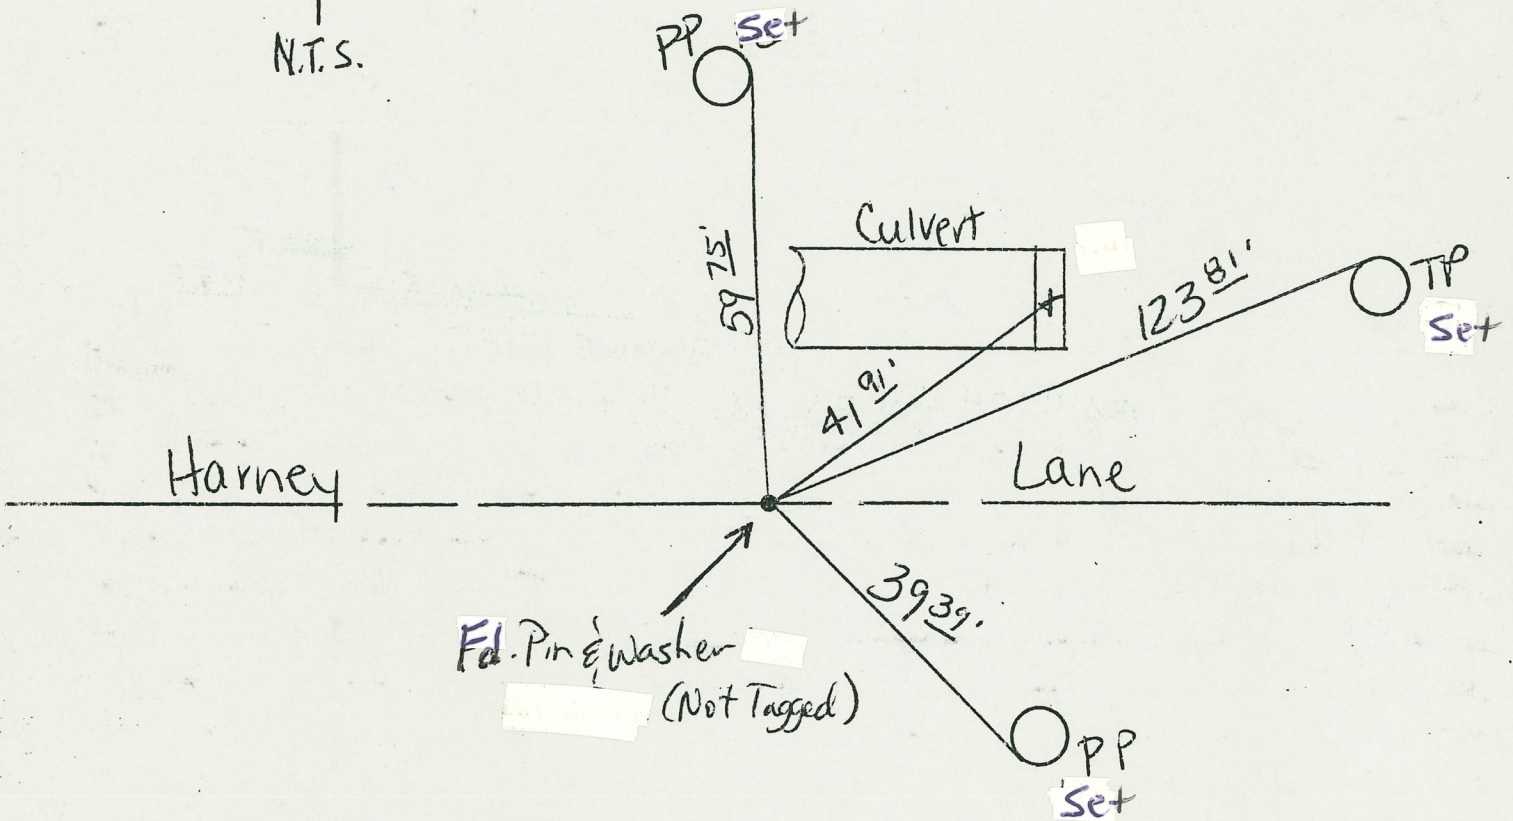 N.T.S.
PP Set
Culvert
59 75'
123 81'
TP
Set
41 91'
Harney Lane
39 39'
Fd. Pin & Washer
(Not Tagged)
PP
Set